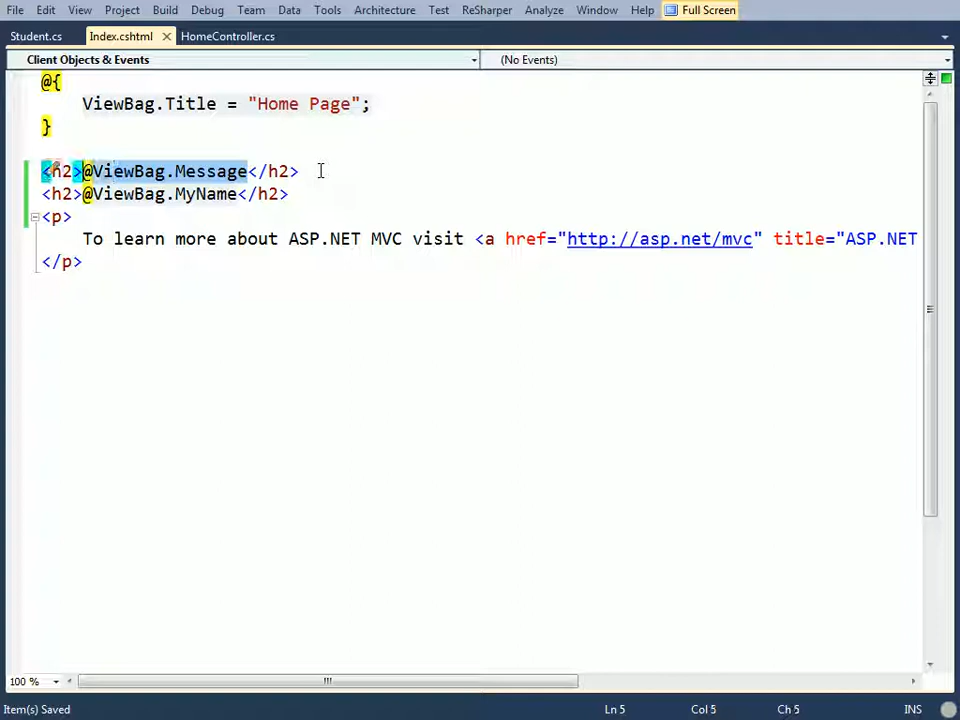 File Edit View Project Build Debug Team Data Tools Architecture Test ReSharper Analyze Window Help Full Screen
Student.cs Index.cshtml HomeController.cs
Client Objects & Events (No Events)
@{
ViewBag.Title = "Home Page";
}
<h2>@ViewBag.Message</h2>
<h2>@ViewBag.MyName</h2>
<p>
To learn more about ASP.NET MVC visit <a href="http://asp.net/mvc" title="ASP.NET
</p>
100 %
Item(s) Saved Ln 5 Col 5 Ch 5 INS